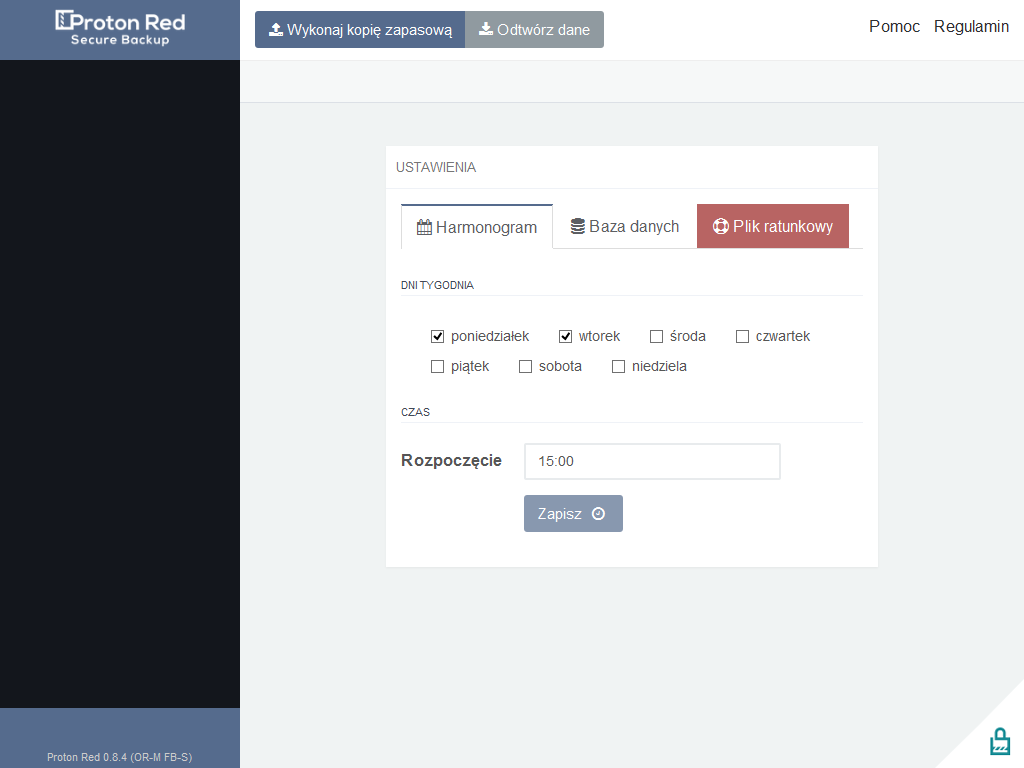 Proton Red
Secure Backup
Wykonaj kopię zapasową Odtwórz dane
Pomoc Regulamin
USTAWIENIA
Harmonogram Baza danych Plik ratunkowy
DNI TYGODNIA
poniedziałek wtorek środa czwartek
piątek sobota niedziela
CZAS
Rozpoczęcie 15:00
Zapisz
Proton Red 0.8.4 (OR-M FB-S)